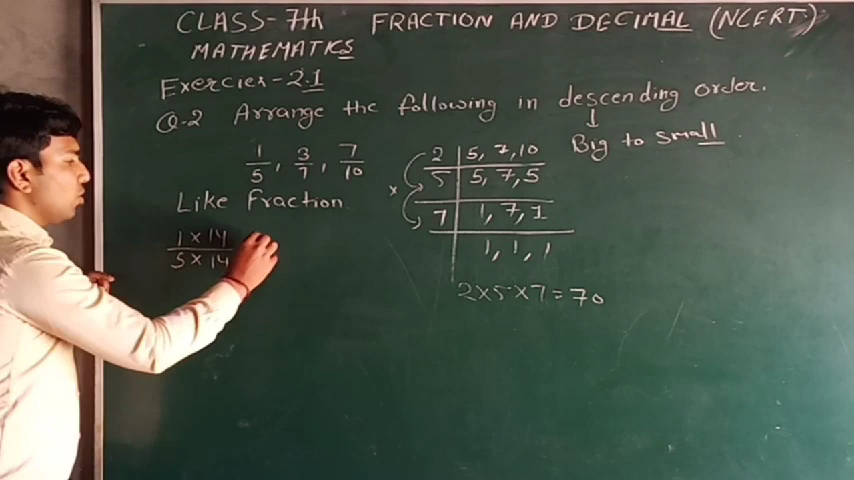 CLASS-7th FRACTION AND DECIMAL (NCERT)
MATHEMATICS
Exercies-2.1
Q.2 Arrange the following in descending order.
↓
Big to small.
1/5, 3/7, 7/10
2 | 5, 7, 10
5 | 5, 7, 5
7 | 1, 7, 1
1, 1, 1
×
2×5×7=70
Like fraction
1×14
5×14